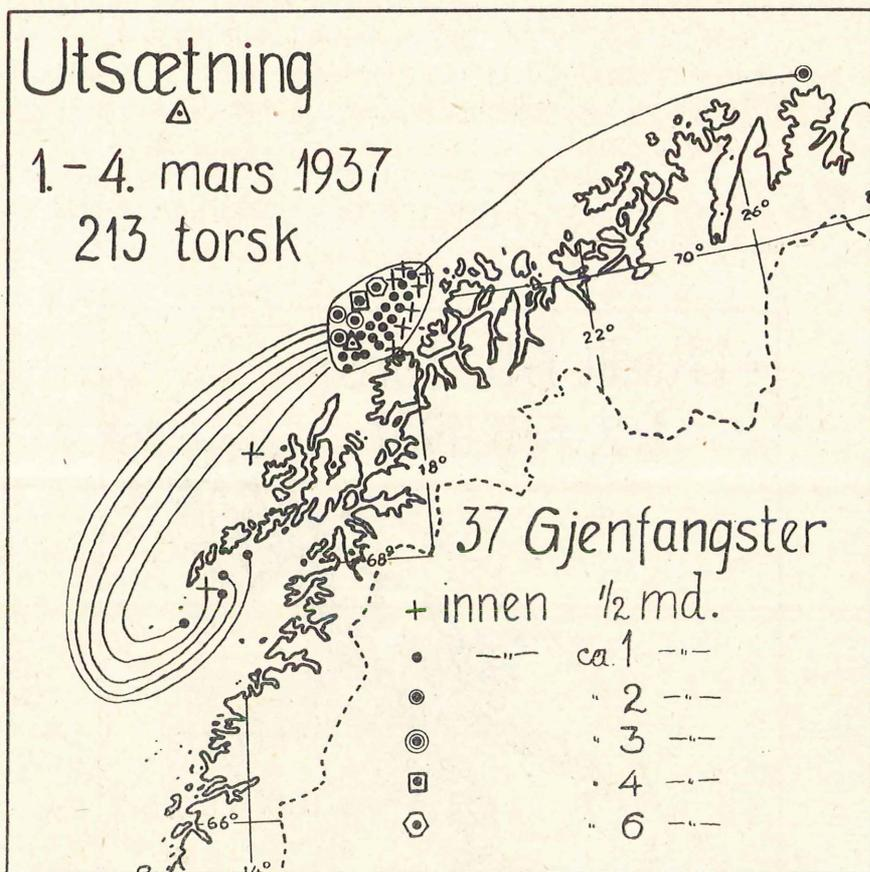 Utsætning
1.-4. mars 1937
213 torsk
26°
70°
22°
18°
37 Gjenfangster
68°
+ innen 1/2 md.
—"— ca. 1 —"—
" 2 —"—
" 3 —"—
" 4 —"—
66°
" 6 —"—
14°